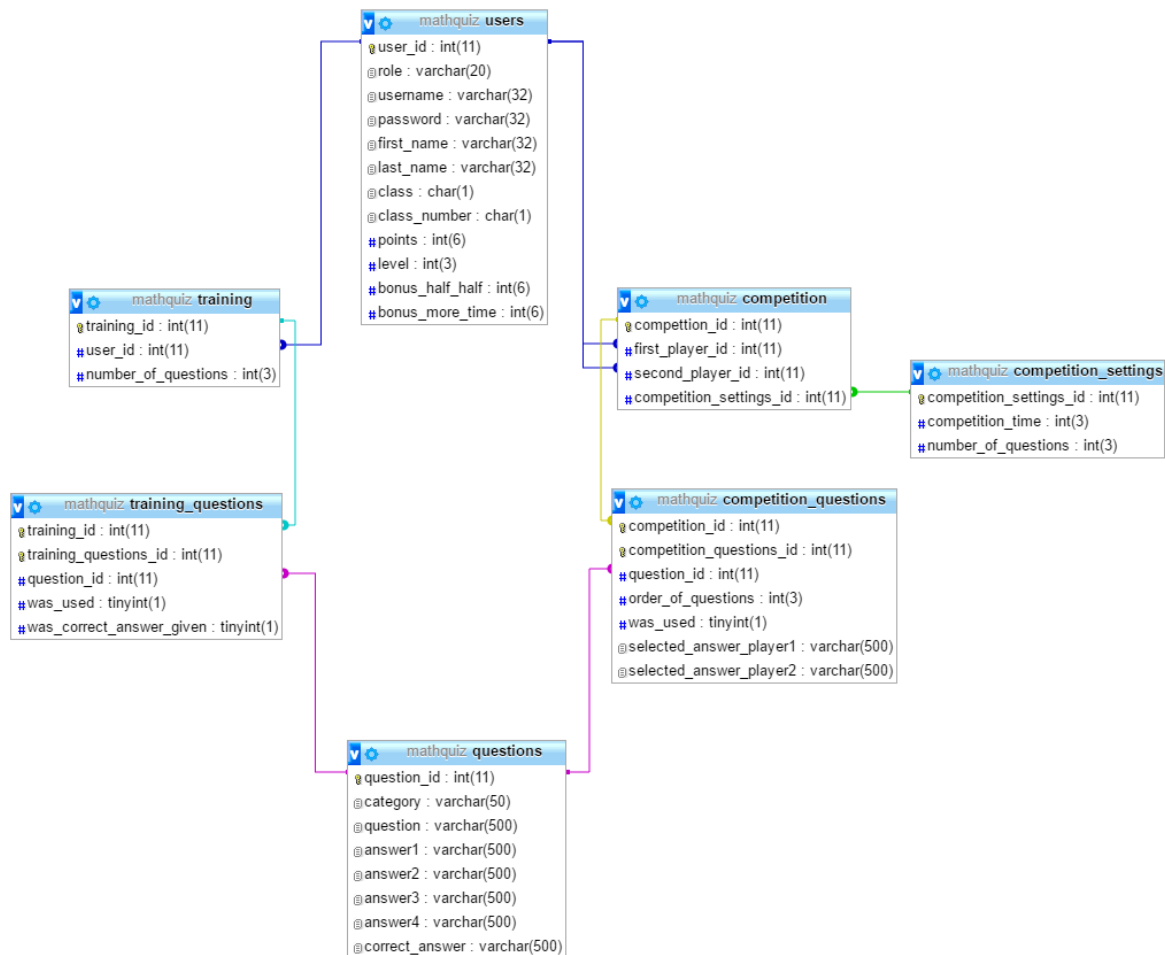 mathquiz users
user_id : int(11)
role : varchar(20)
username : varchar(32)
password : varchar(32)
first_name : varchar(32)
last_name : varchar(32)
class : char(1)
class_number : char(1)
points : int(6)
level : int(3)
bonus_half_half : int(6)
bonus_more_time : int(6)
mathquiz training
training_id : int(11)
user_id : int(11)
number_of_questions : int(3)
mathquiz competition
compettion_id : int(11)
first_player_id : int(11)
second_player_id : int(11)
competition_settings_id : int(11)
mathquiz competition_settings
competition_settings_id : int(11)
competition_time : int(3)
number_of_questions : int(3)
mathquiz training_questions
training_id : int(11)
training_questions_id : int(11)
question_id : int(11)
was_used : tinyint(1)
was_correct_answer_given : tinyint(1)
mathquiz competition_questions
competition_id : int(11)
competition_questions_id : int(11)
question_id : int(11)
order_of_questions : int(3)
was_used : tinyint(1)
selected_answer_player1 : varchar(500)
selected_answer_player2 : varchar(500)
mathquiz questions
question_id : int(11)
category : varchar(50)
question : varchar(500)
answer1 : varchar(500)
answer2 : varchar(500)
answer3 : varchar(500)
answer4 : varchar(500)
correct_answer : varchar(500)